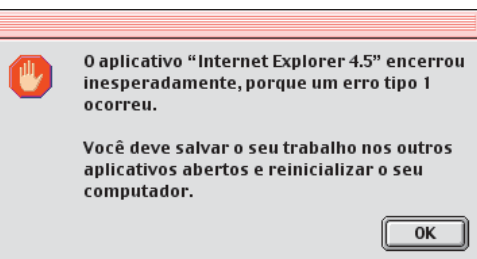 O aplicativo “Internet Explorer 4.5” encerrou
inesperadamente, porque um erro tipo 1
ocorreu.
Você deve salvar o seu trabalho nos outros
aplicativos abertos e reinicializar o seu
computador.
OK